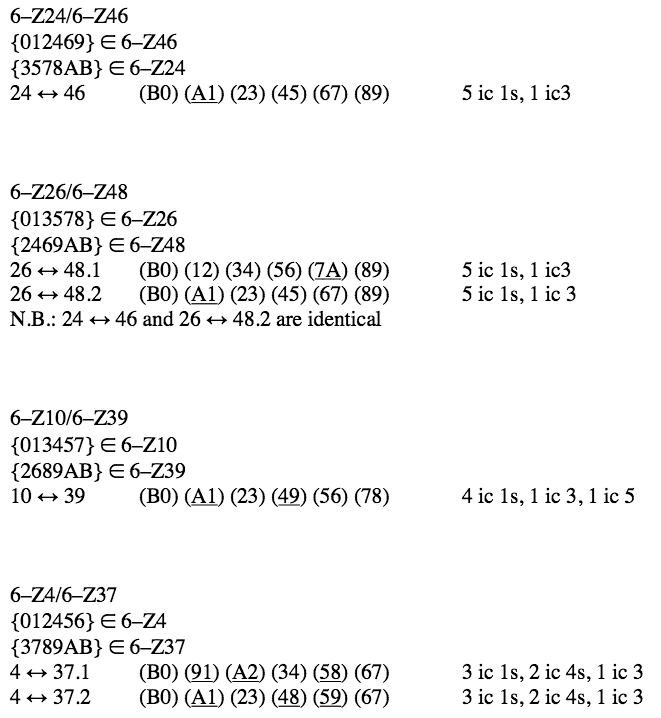 6–Z24/6–Z46
{012469} ∈ 6–Z46
{3578AB} ∈ 6–Z24
24 ↔ 46 (B0) (A1) (23) (45) (67) (89) 5 ic 1s, 1 ic3
6–Z26/6–Z48
{013578} ∈ 6–Z26
{2469AB} ∈ 6–Z48
26 ↔ 48.1 (B0) (12) (34) (56) (7A) (89) 5 ic 1s, 1 ic3
26 ↔ 48.2 (B0) (A1) (23) (45) (67) (89) 5 ic 1s, 1 ic 3
N.B.: 24 ↔ 46 and 26 ↔ 48.2 are identical
6–Z10/6–Z39
{013457} ∈ 6–Z10
{2689AB} ∈ 6–Z39
10 ↔ 39 (B0) (A1) (23) (49) (56) (78) 4 ic 1s, 1 ic 3, 1 ic 5
6–Z4/6–Z37
{012456} ∈ 6–Z4
{3789AB} ∈ 6–Z37
4 ↔ 37.1 (B0) (91) (A2) (34) (58) (67) 3 ic 1s, 2 ic 4s, 1 ic 3
4 ↔ 37.2 (B0) (A1) (23) (48) (59) (67) 3 ic 1s, 2 ic 4s, 1 ic 3